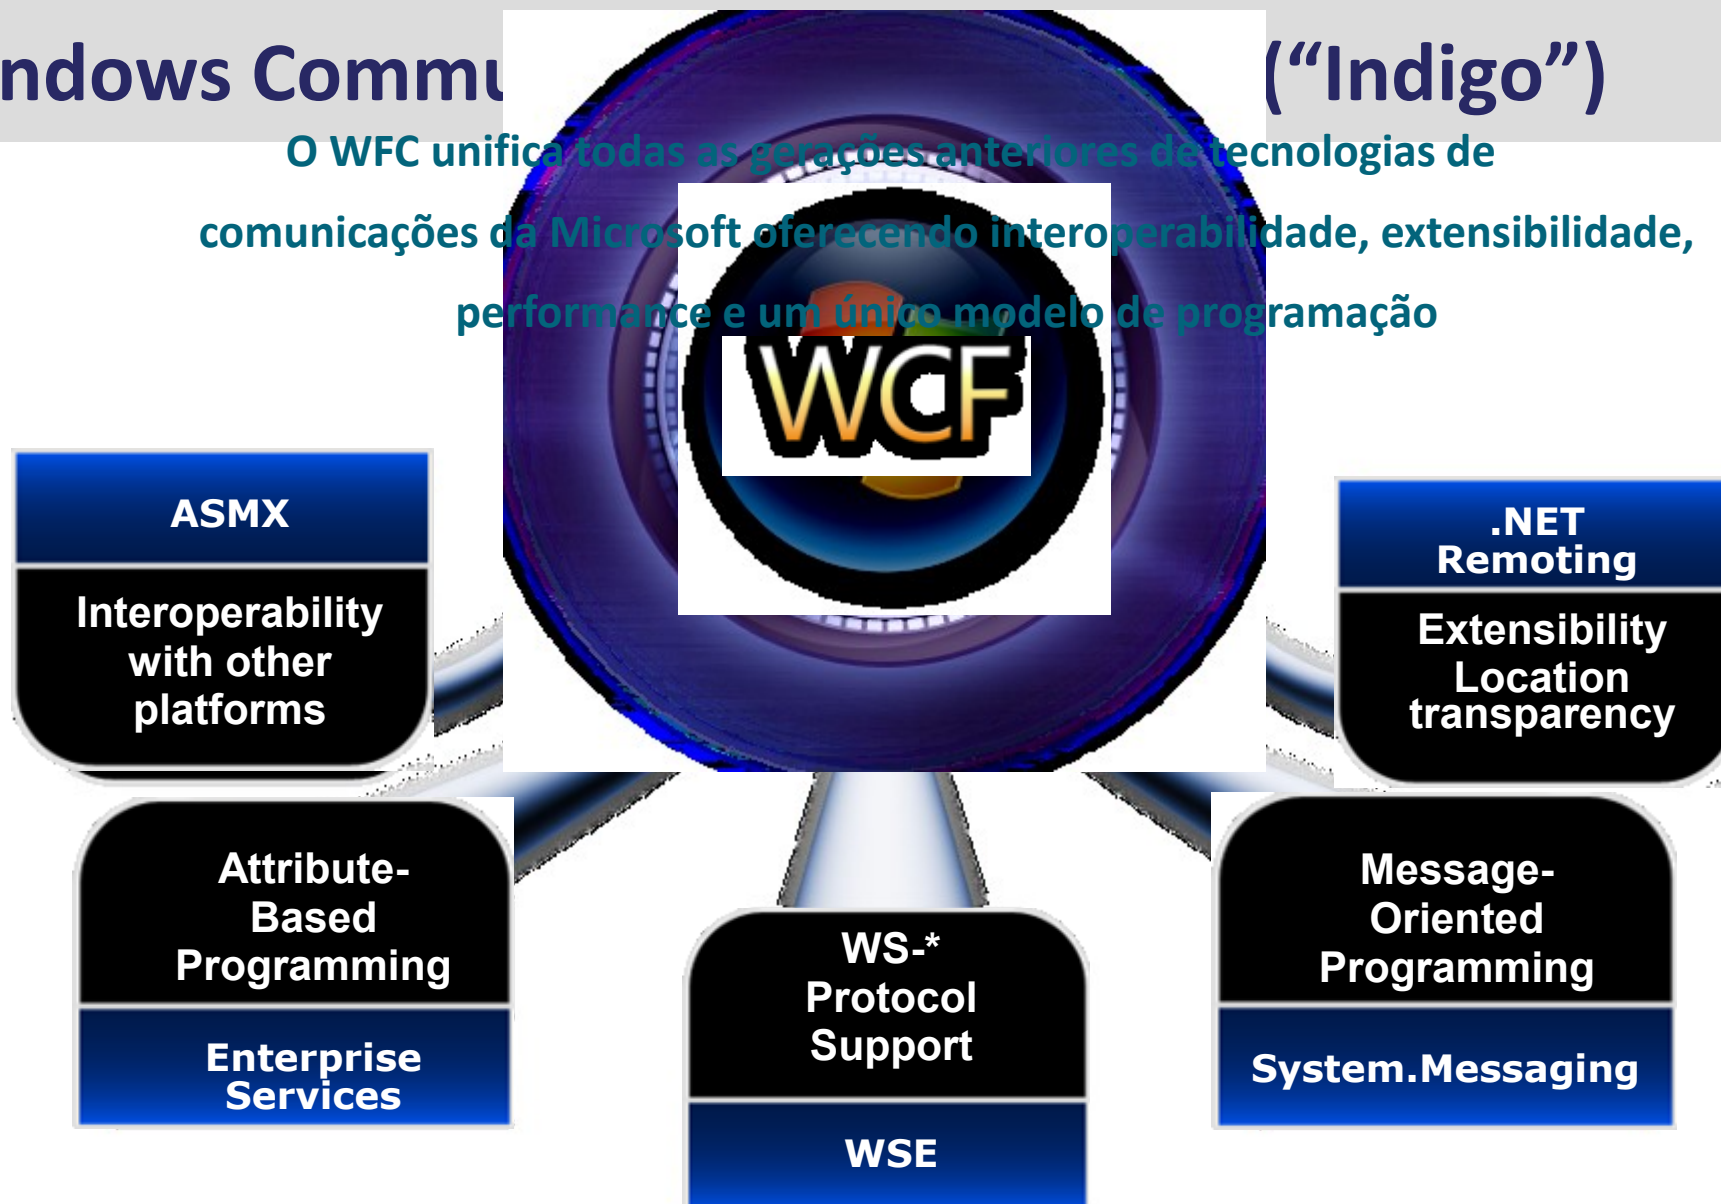 ndows Commu ("Indigo")
O WFC unifica todas as gerações anteriores de tecnologias de
comunicações da Microsoft oferecendo interoperabilidade, extensibilidade,
performance e um único modelo de programação
WCF
ASMX
Interoperability
with other
platforms
.NET
Remoting
Extensibility
Location
transparency
Attribute-
Based
Programming
Enterprise
Services
WS-*
Protocol
Support
WSE
Message-
Oriented
Programming
System.Messaging